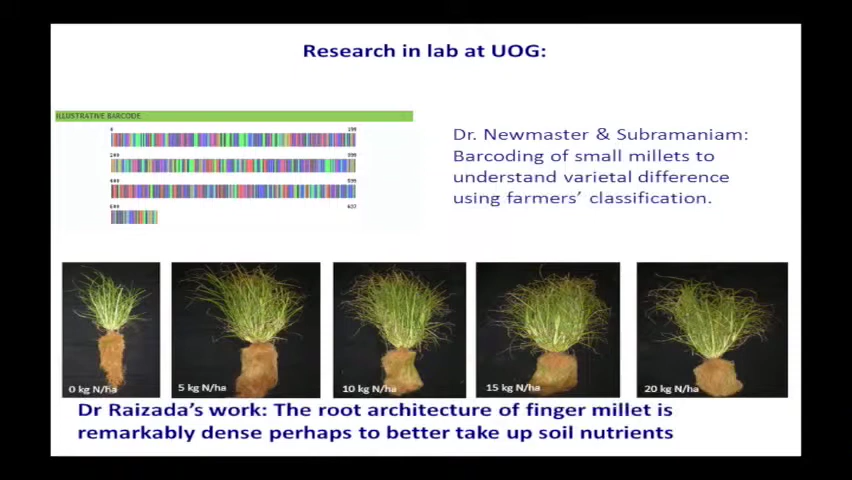 Research in lab at UOG:
ILLUSTRATIVE BARCODE
Dr. Newmaster & Subramaniam:
Barcoding of small millets to
understand varietal difference
using farmers’ classification.
0 kg N/ha
5 kg N/ha
10 kg N/ha
15 kg N/ha
20 kg N/ha
Dr Raizada’s work: The root architecture of finger millet is
remarkably dense perhaps to better take up soil nutrients